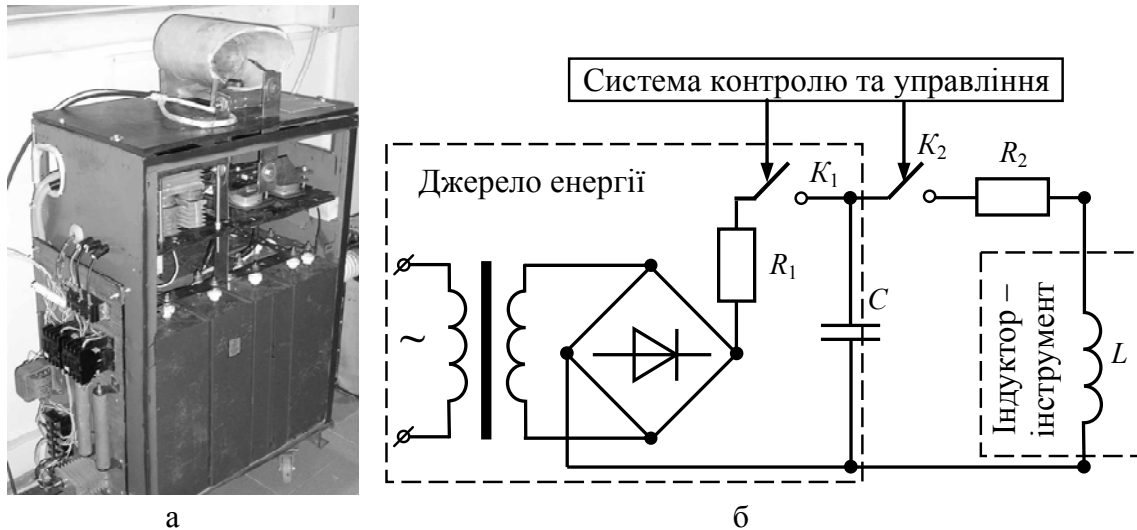 Система контролю та управління
Джерело енергії
K₁
K₂
R₂
R₁
C
~
Індуктор –
інструмент
L
а
б